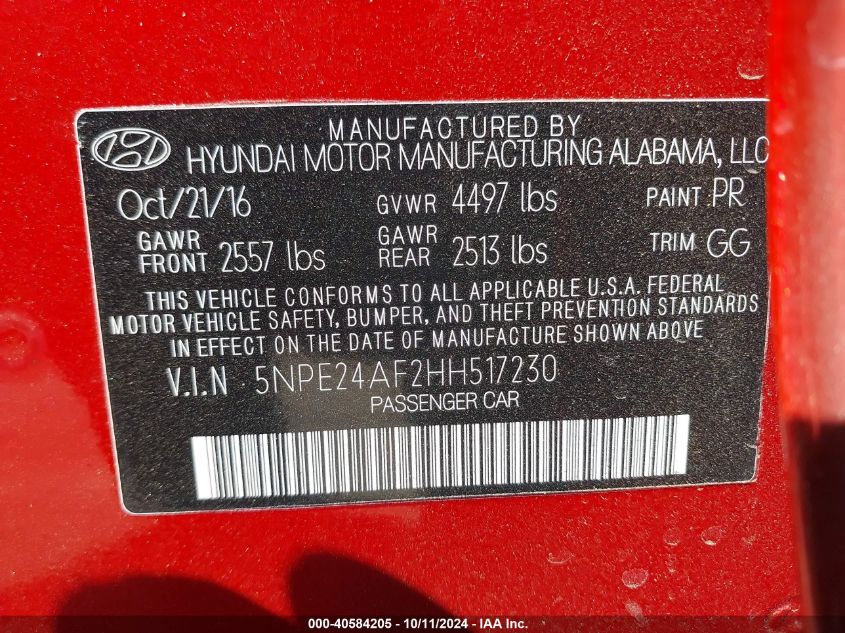 MANUFACTURED BY
HYUNDAI MOTOR MANUFACTURING ALABAMA, LLC
Oct/21/16 GVWR 4497 lbs PAINT PR
GAWR FRONT 2557 lbs GAWR REAR 2513 lbs TRIM GG
THIS VEHICLE CONFORMS TO ALL APPLICABLE U.S.A. FEDERAL
MOTOR VEHICLE SAFETY, BUMPER, AND THEFT PREVENTION STANDARDS
IN EFFECT ON THE DATE OF MANUFACTURE SHOWN ABOVE
V.I.N 5NPE24AF2HH517230
PASSENGER CAR
000-40584205 - 10/11/2024 - IAA Inc.